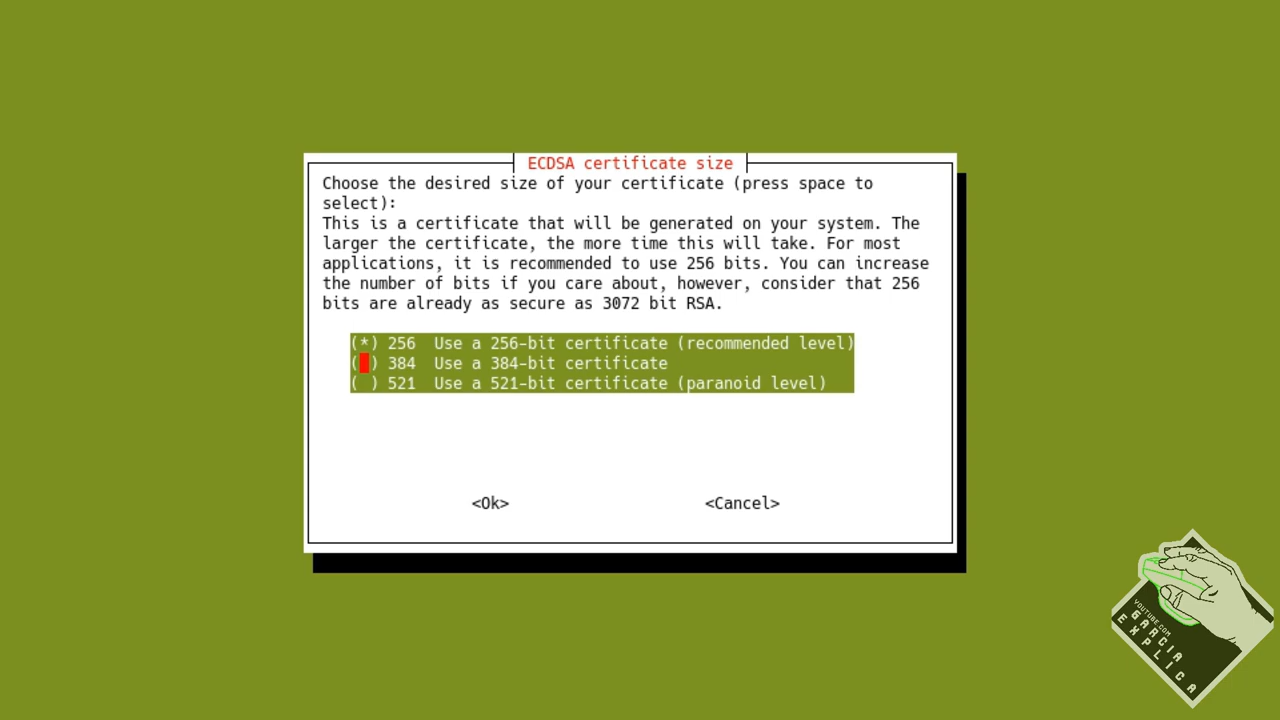 ECDSA certificate size
Choose the desired size of your certificate (press space to
select):
This is a certificate that will be generated on your system. The
larger the certificate, the more time this will take. For most
applications, it is recommended to use 256 bits. You can increase
the number of bits if you care about, however, consider that 256
bits are already as secure as 3072 bit RSA.
(*) 256 Use a 256-bit certificate (recommended level)
( ) 384 Use a 384-bit certificate
( ) 521 Use a 521-bit certificate (paranoid level)
<Ok> <Cancel>
YOUTUBE.COM
GARCIA
EXPLICA